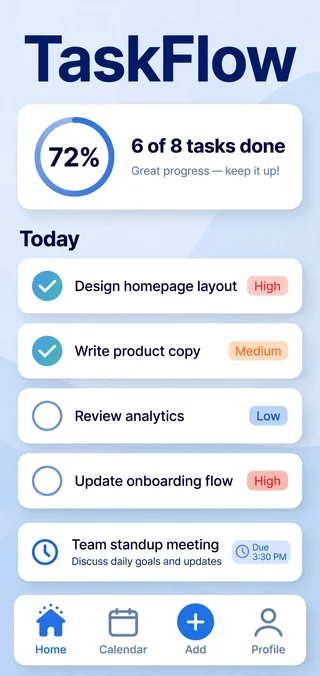 TaskFlow
72%
6 of 8 tasks done
Great progress — keep it up!
Today
Design homepage layout
High
Write product copy
Medium
Review analytics
Low
Update onboarding flow
High
Team standup meeting
Discuss daily goals and updates
Due
3:30 PM
Home
Calendar
Add
Profile